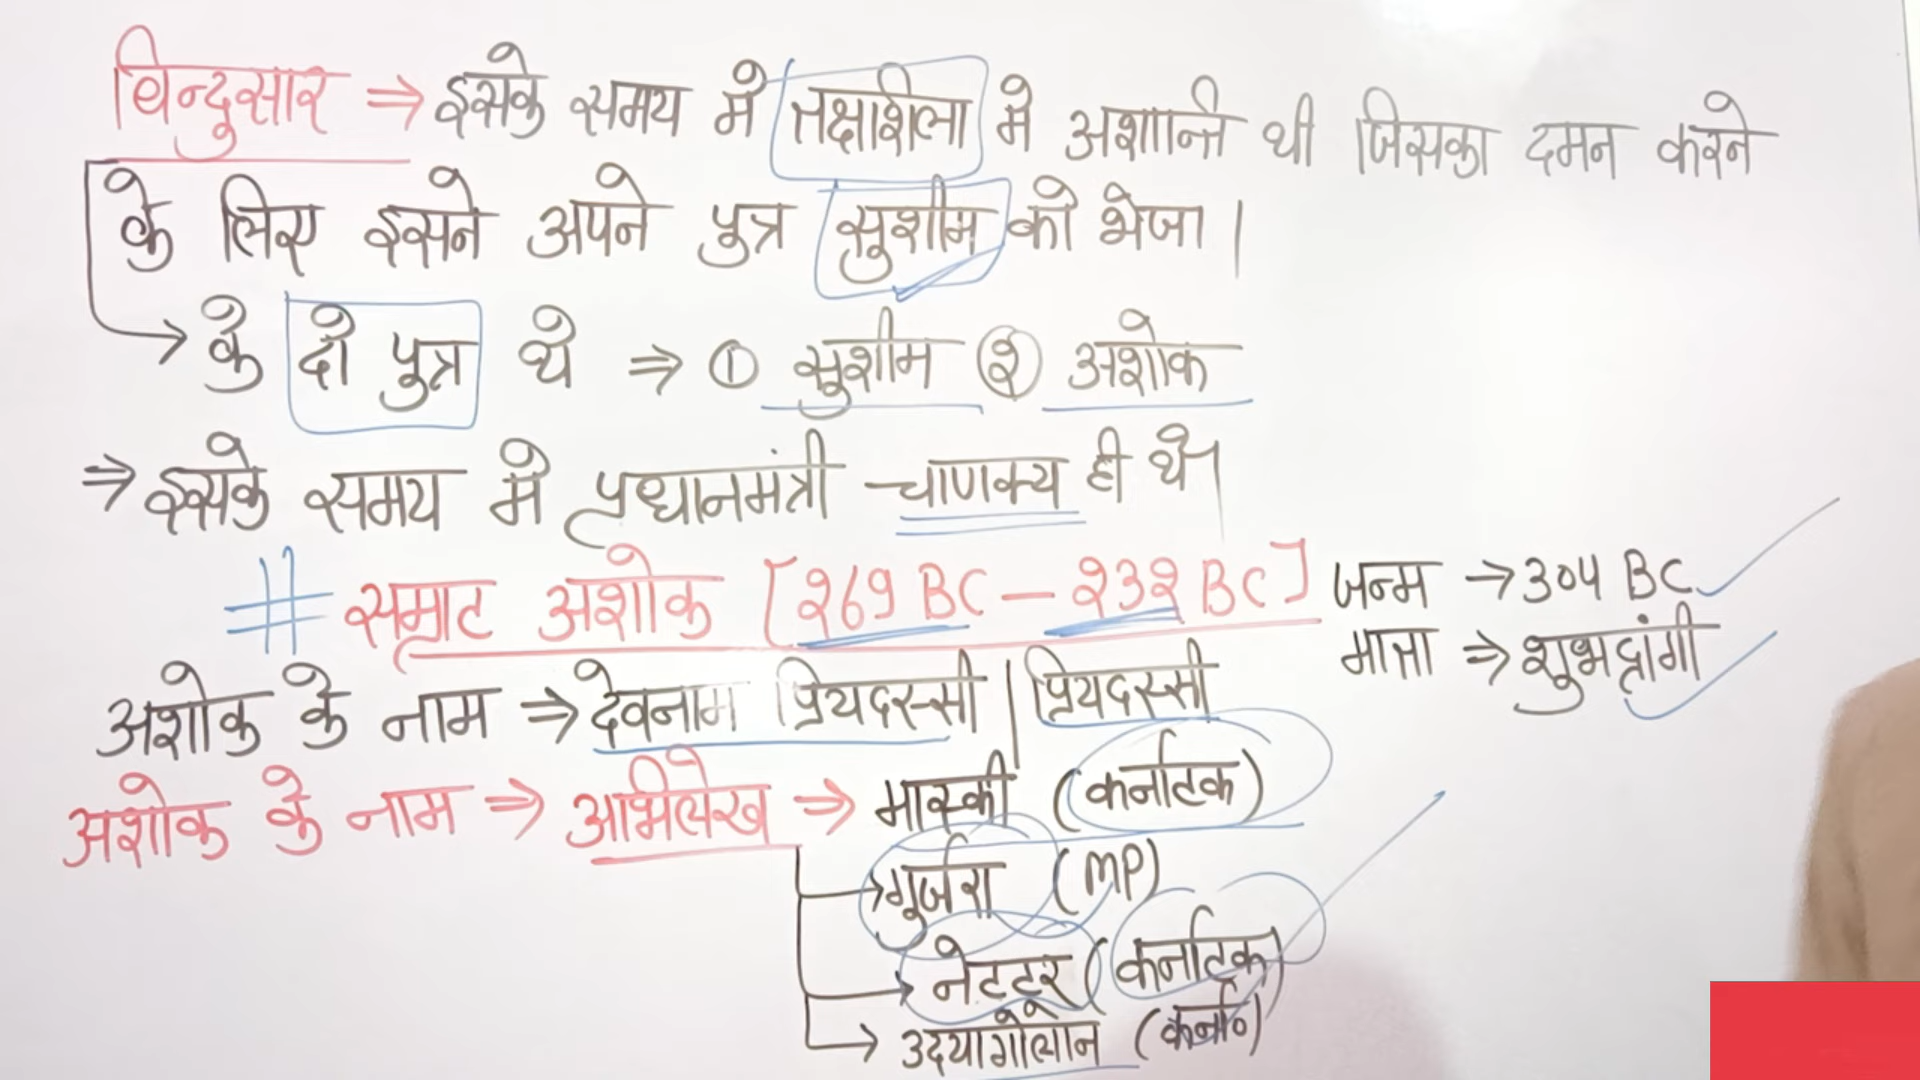 बिन्दुसार ⇒ इसके समय मे तक्षशिला मे अशान्ति थी जिसका दमन करने
के लिए इसने अपने पुत्र सुशीम को भेजा |
→ के दो पुत्र थे ⇒ ① सुशीम ② अशोक
⇒ इसके समय मे प्रधानमंत्री चाणक्य ही थे।
# सम्राट अशोक [269 BC – 232 BC] जन्म → 304 BC
माता ⇒ शुभद्रांगी
अशोक के नाम ⇒ देवनाम प्रियदस्सी | प्रियदस्सी
अशोक के नाम ⇒ अभिलेख ⇒ मास्की (कर्नाटक)
→ गुर्जरा (MP)
→ नेटटूर (कर्नाटक)
→ उदयागोलान (कर्ना०)